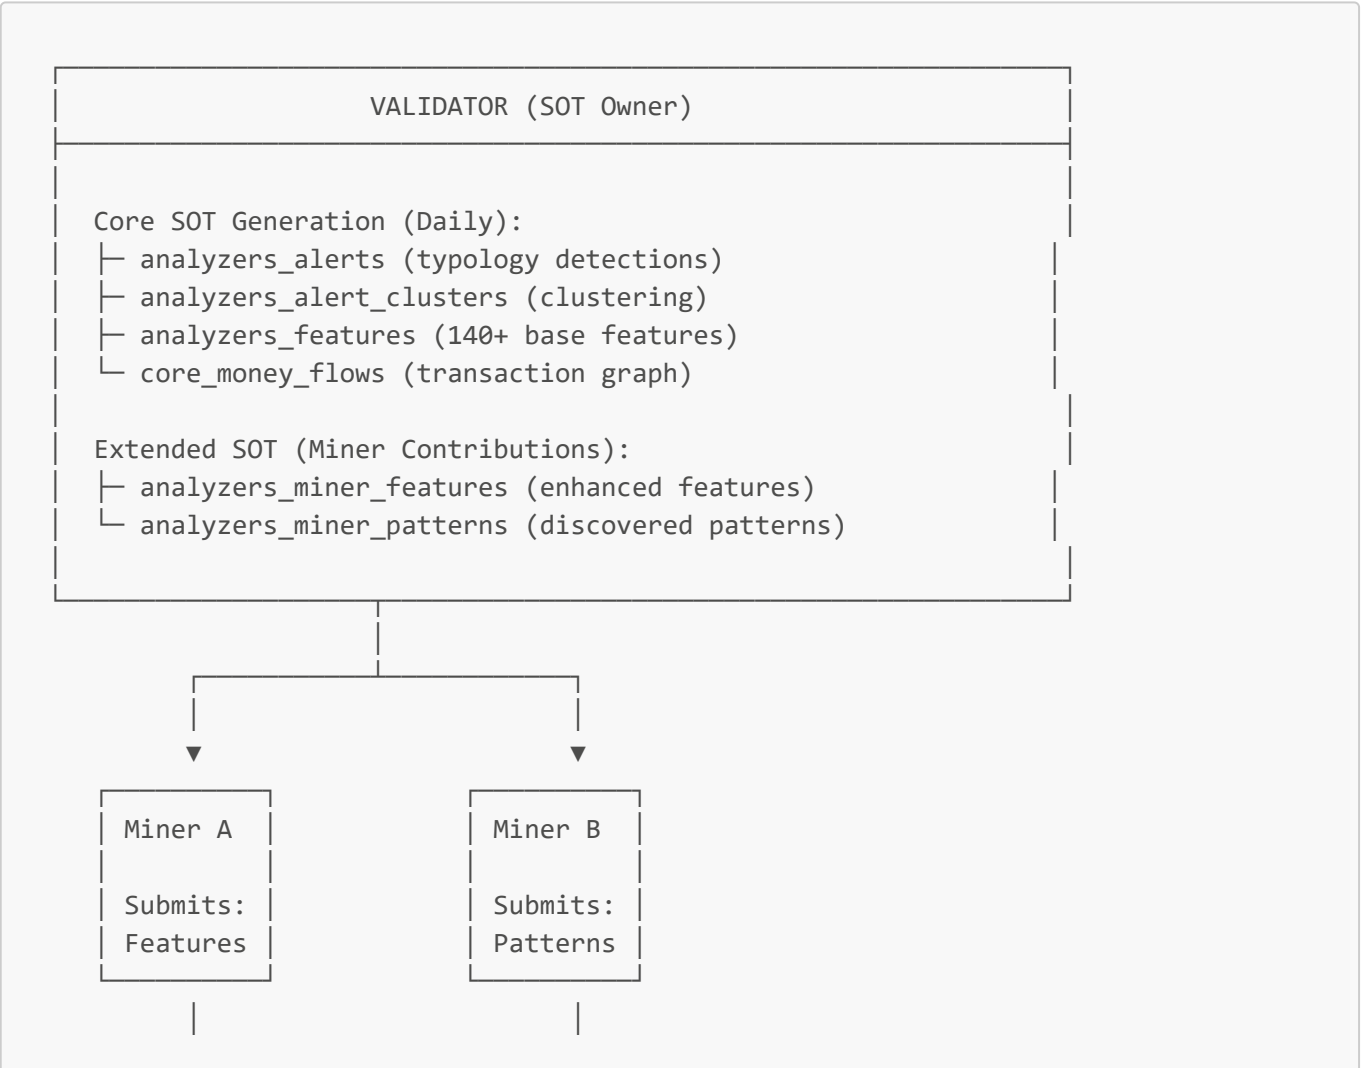 VALIDATOR (SOT Owner)
Core SOT Generation (Daily):
├─ analyzers_alerts (typology detections)
├─ analyzers_alert_clusters (clustering)
├─ analyzers_features (140+ base features)
└─ core_money_flows (transaction graph)
Extended SOT (Miner Contributions):
├─ analyzers_miner_features (enhanced features)
└─ analyzers_miner_patterns (discovered patterns)
Miner A
Submits:
Features
Miner B
Submits:
Patterns